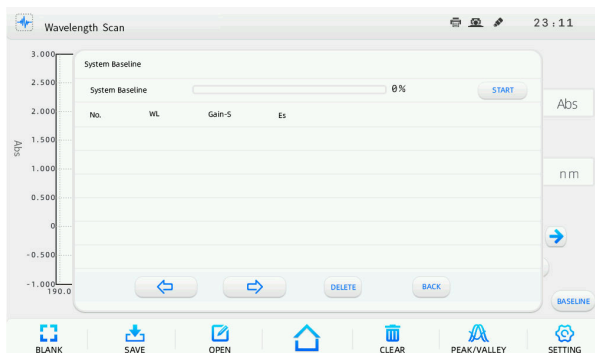 Wavelength Scan
23:11
3.000
2.500
2.000
1.500
1.000
0.500
0
-0.500
-1.000
190.0
Abs
System Baseline
System Baseline 0% START
No. WL Gain-S Es
DELETE BACK
Abs
nm
BASELINE
BLANK SAVE OPEN CLEAR PEAK/VALLEY SETTING